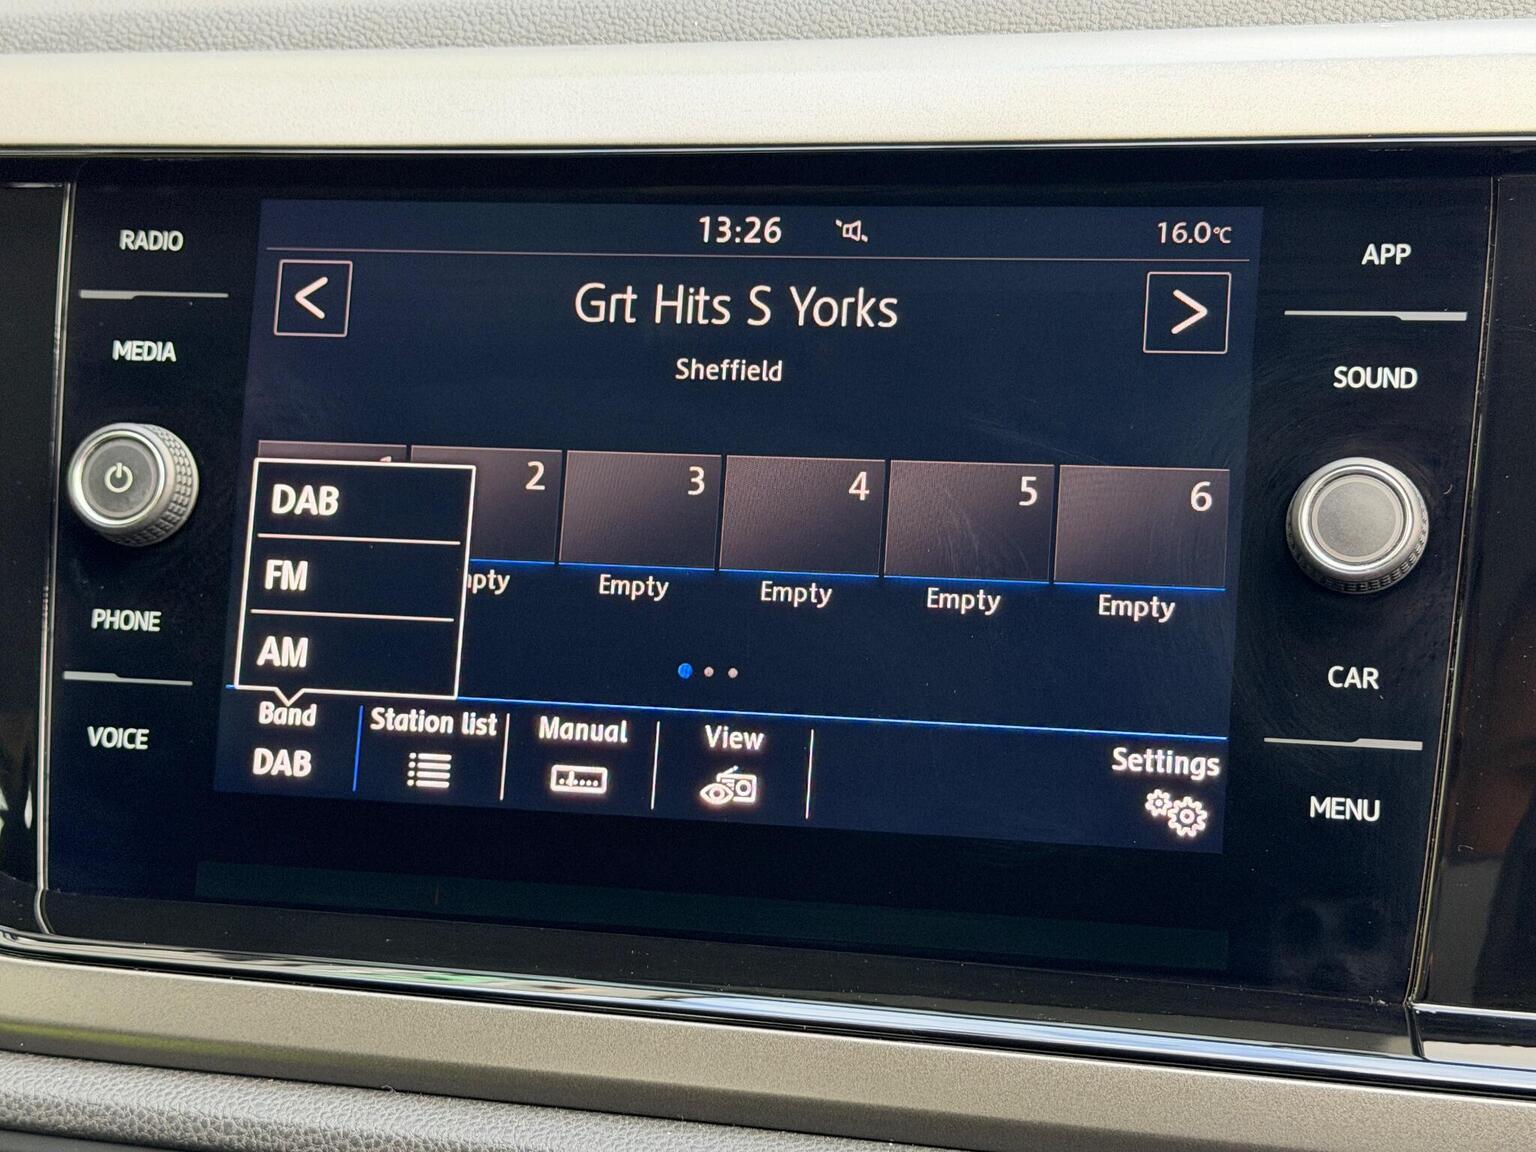 RADIO
MEDIA
PHONE
VOICE
13:26
16.0°C
<
Grt Hits S Yorks
>
Sheffield
2
3
4
5
6
Empty
Empty
Empty
Empty
DAB
FM
AM
Band
DAB
Station list
Manual
View
Settings
APP
SOUND
CAR
MENU